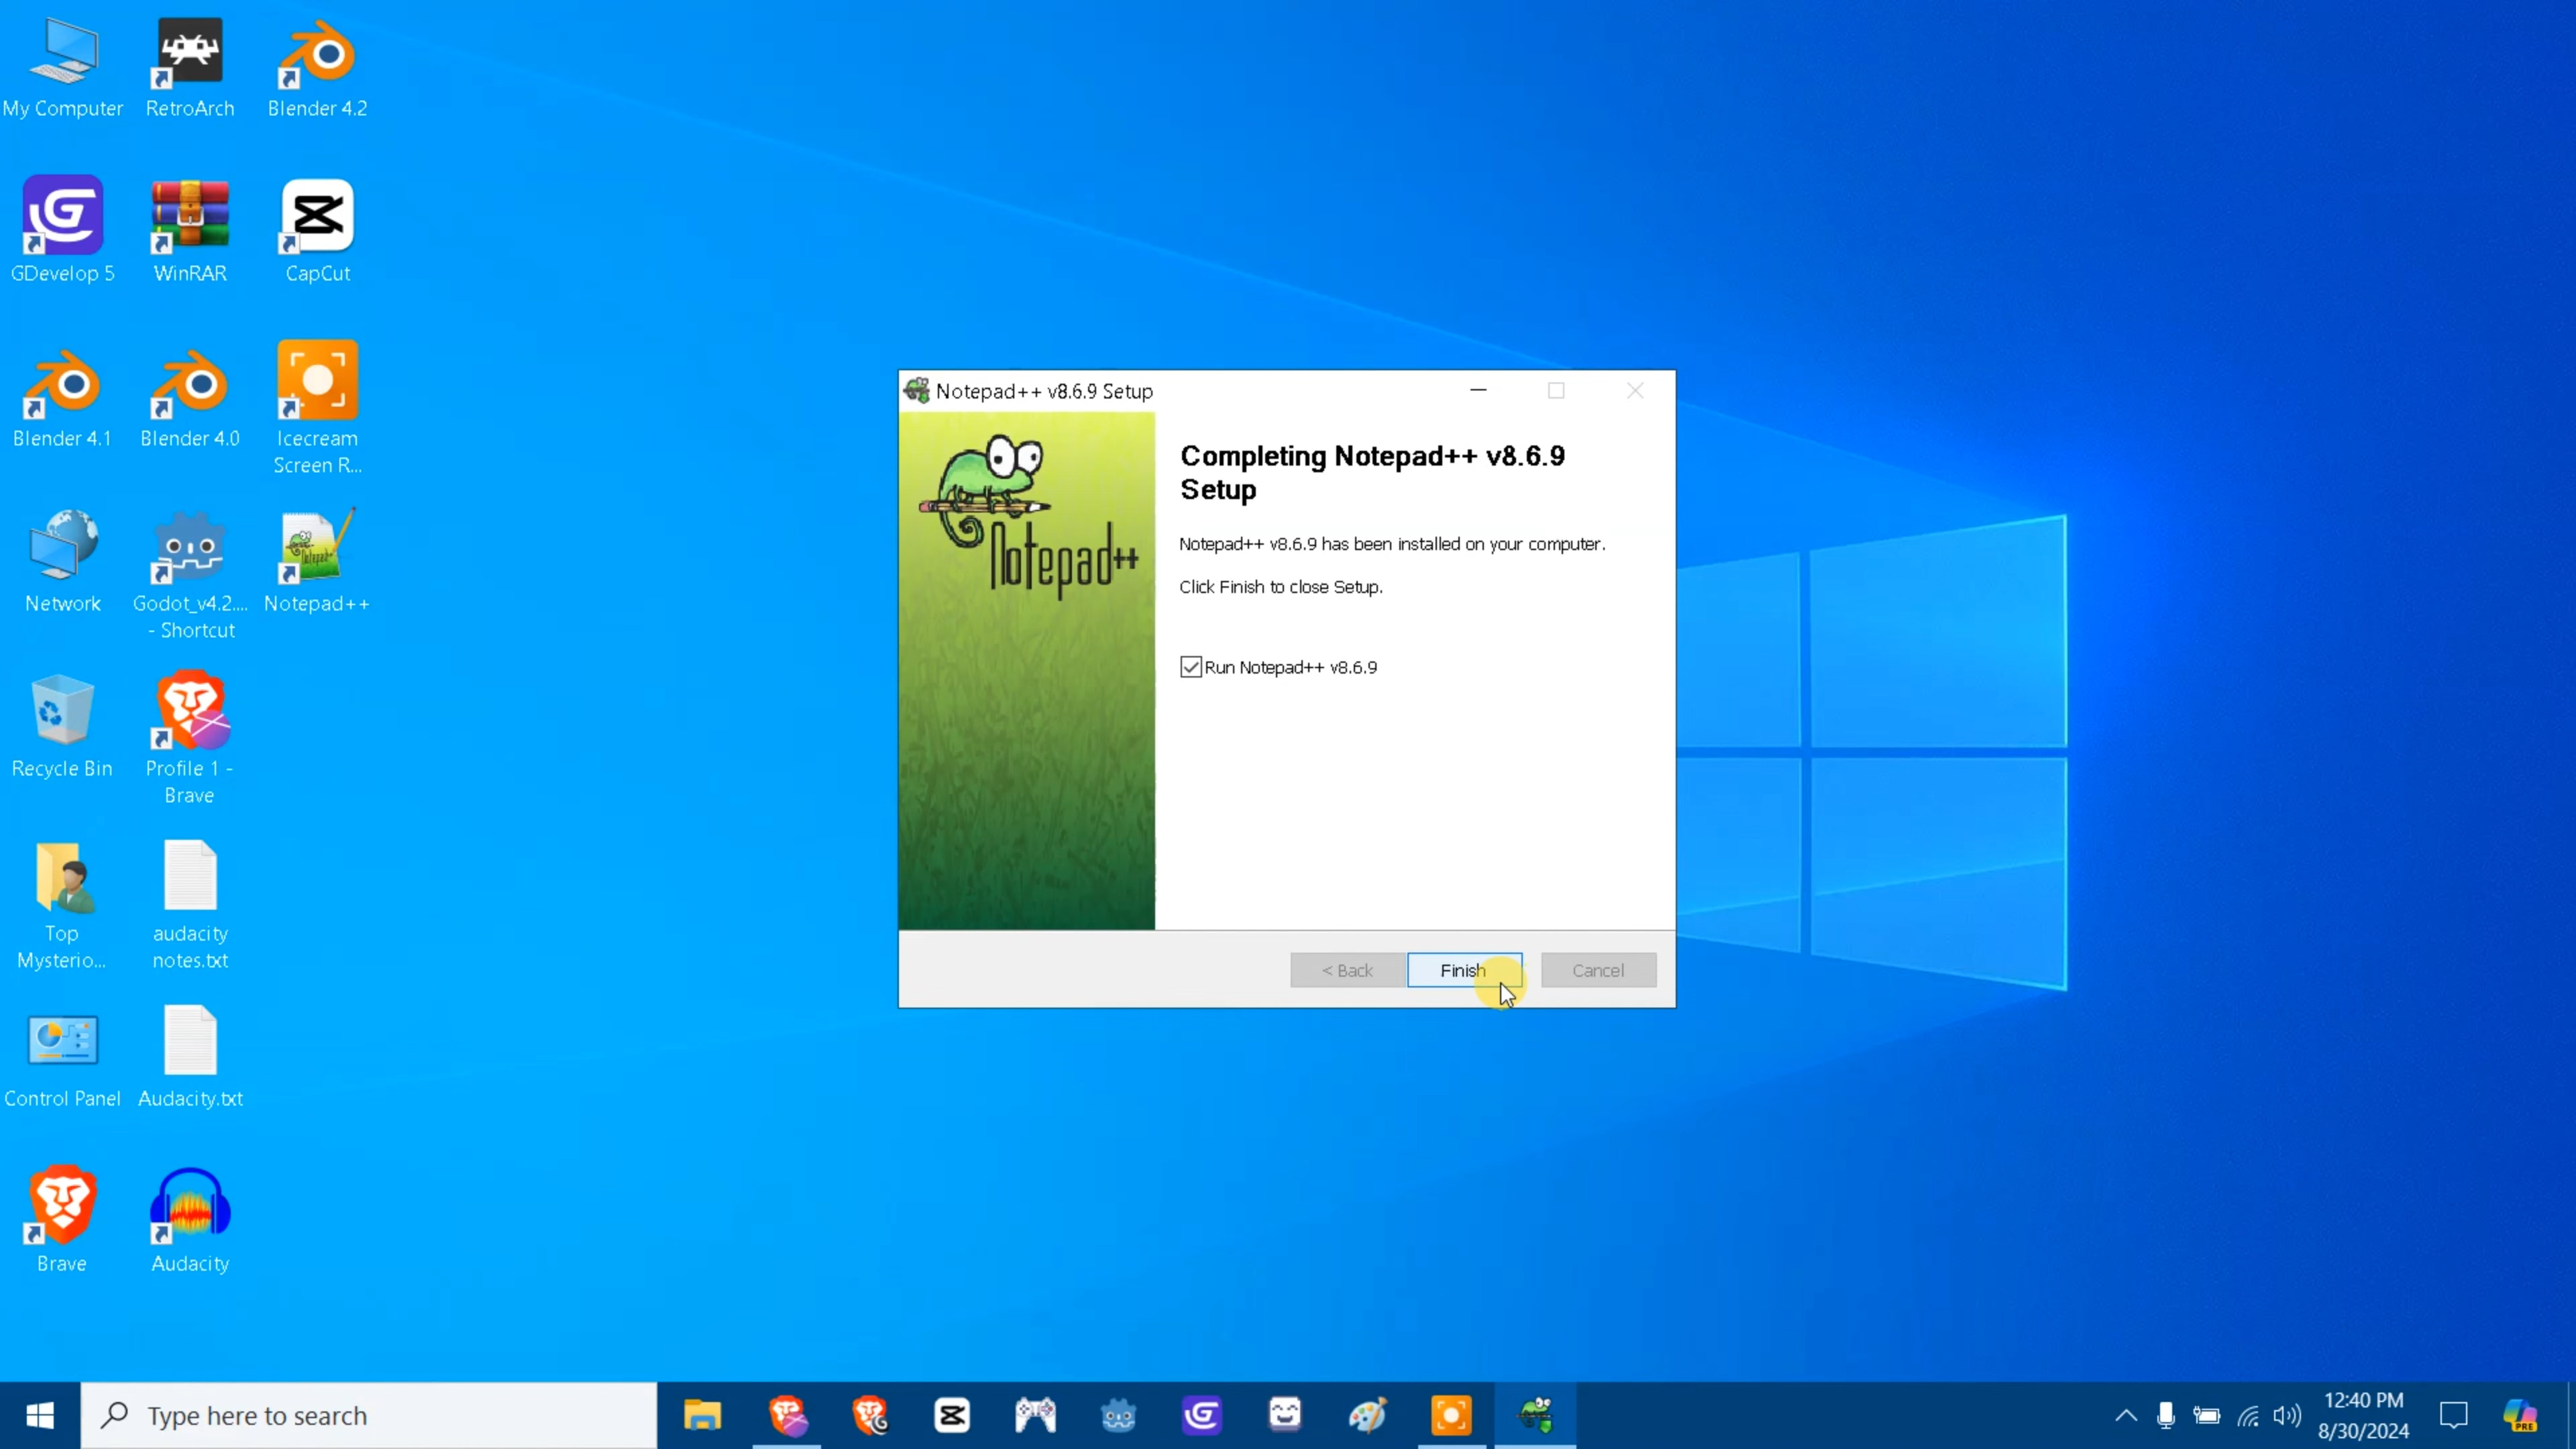 My Computer
RetroArch
Blender 4.2
GDevelop 5
WinRAR
CapCut
Blender 4.1
Blender 4.0
Icecream
Screen R...
Network
Godot_v4.2....
- Shortcut
Notepad++
Recycle Bin
Profile 1 -
Brave
Top
Mysterio...
audacity
notes.txt
Control Panel
Audacity.txt
Brave
Audacity
Notepad++ v8.6.9 Setup
Notepad++
Completing Notepad++ v8.6.9
Setup
Notepad++ v8.6.9 has been installed on your computer.
Click Finish to close Setup.
Run Notepad++ v8.6.9
< Back
Finish
Cancel
Type here to search
12:40 PM
8/30/2024
PRE